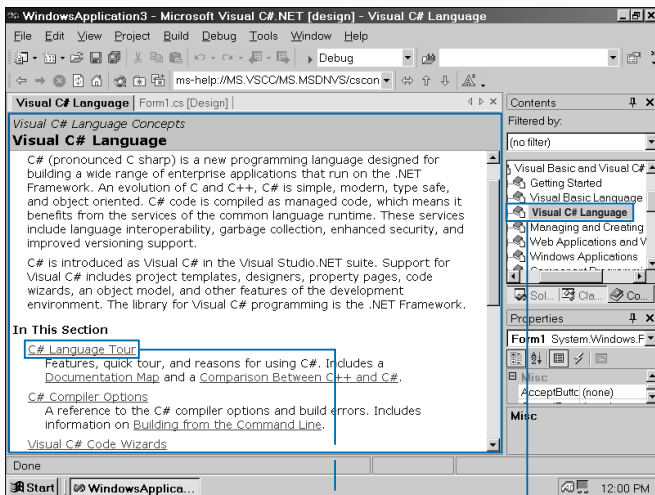 WindowsApplication3 - Microsoft Visual C#.NET [design] - Visual C# Language
File Edit View Project Build Debug Tools Window Help
Debug
ms-help://MS.VSCC/MS.MSDNVS/cscon
Visual C# Language Form1.cs [Design]
Visual C# Language Concepts
Visual C# Language
C# (pronounced C sharp) is a new programming language designed for
building a wide range of enterprise applications that run on the .NET
Framework. An evolution of C and C++, C# is simple, modern, type safe,
and object oriented. C# code is compiled as managed code, which means it
benefits from the services of the common language runtime. These services
include language interoperability, garbage collection, enhanced security, and
improved versioning support.
C# is introduced as Visual C# in the Visual Studio.NET suite. Support for
Visual C# includes project templates, designers, property pages, code
wizards, an object model, and other features of the development
environment. The library for Visual C# programming is the .NET Framework.
In This Section
C# Language Tour
Features, quick tour, and reasons for using C#. Includes a
Documentation Map and a Comparison Between C++ and C#.
C# Compiler Options
A reference to the C# compiler options and build errors. Includes
information on Building from the Command Line.
Visual C# Code Wizards
Contents
Filtered by:
(no filter)
Visual Basic and Visual C#
Getting Started
Visual Basic Language
Visual C# Language
Managing and Creating
Web Applications and V
Windows Applications
Sol... Cla... Co...
Properties
Form1 System.Windows.F
Misc
AcceptButtc (none)
Misc
Done
Start WindowsApplica... 12:00 PM